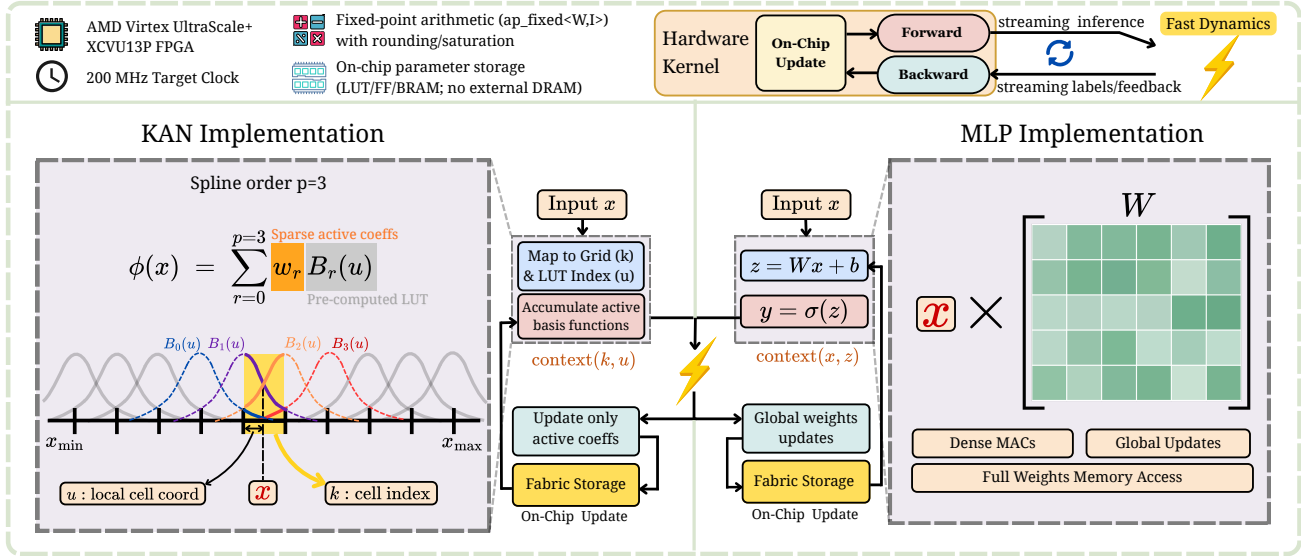 AMD Virtex UltraScale+
XCVU13P FPGA
200 MHz Target Clock
Fixed-point arithmetic (ap_fixed<W,I>)
with rounding/saturation
On-chip parameter storage
(LUT/FF/BRAM; no external DRAM)
Hardware
Kernel
On-Chip
Update
Forward
Backward
streaming inference
streaming labels/feedback
Fast Dynamics
KAN Implementation
Spline order p=3
Sparse active coeffs
ϕ(x) = ∑_{r=0}^{p=3} w_r B_r(u)
Pre-computed LUT
B₀(u) B₁(u) B₂(u) B₃(u)
x_min x_max
u : local cell coord
x
k : cell index
Input x
Map to Grid (k)
& LUT Index (u)
Accumulate active
basis functions
context(k, u)
Update only
active coeffs
Fabric Storage
On-Chip Update
MLP Implementation
Input x
z = Wx + b
y = σ(z)
context(x, z)
Global weights
updates
Fabric Storage
On-Chip Update
W
x ×
Dense MACs
Global Updates
Full Weights Memory Access